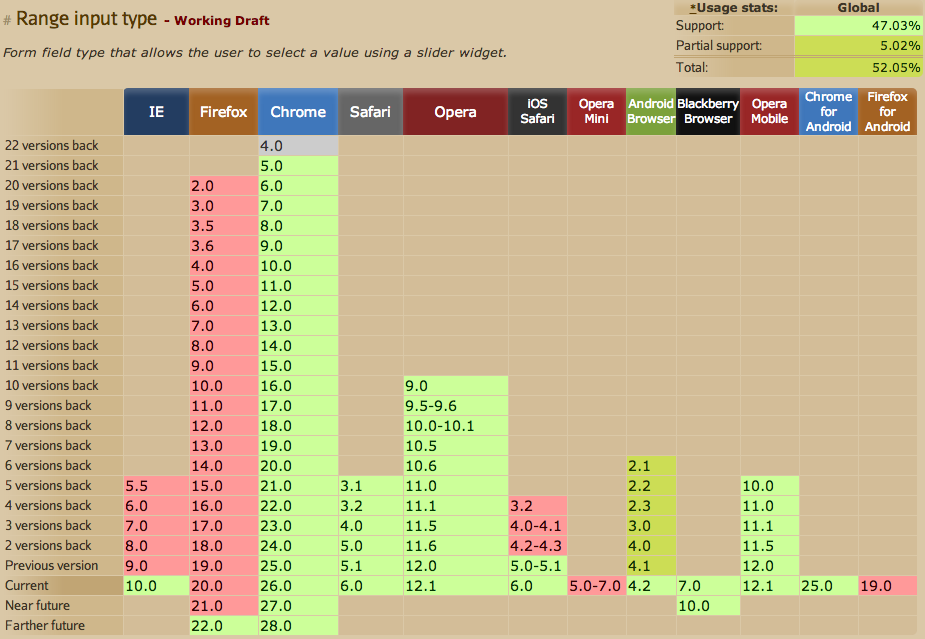 # Range input type - Working Draft
Form field type that allows the user to select a value using a slider widget.
*Usage stats: Global
Support: 47.03%
Partial support: 5.02%
Total: 52.05%
IE Firefox Chrome Safari Opera iOS Safari Opera Mini Android Browser Blackberry Browser Opera Mobile Chrome for Android Firefox for Android
22 versions back 4.0
21 versions back 5.0
20 versions back 2.0 6.0
19 versions back 3.0 7.0
18 versions back 3.5 8.0
17 versions back 3.6 9.0
16 versions back 4.0 10.0
15 versions back 5.0 11.0
14 versions back 6.0 12.0
13 versions back 7.0 13.0
12 versions back 8.0 14.0
11 versions back 9.0 15.0
10 versions back 10.0 16.0 9.0
9 versions back 11.0 17.0 9.5-9.6
8 versions back 12.0 18.0 10.0-10.1
7 versions back 13.0 19.0 10.5
6 versions back 14.0 20.0 10.6 2.1
5 versions back 5.5 15.0 21.0 3.1 11.0 2.2 10.0
4 versions back 6.0 16.0 22.0 3.2 11.1 3.2 2.3 11.0
3 versions back 7.0 17.0 23.0 4.0 11.5 4.0-4.1 3.0 11.1
2 versions back 8.0 18.0 24.0 5.0 11.6 4.2-4.3 4.0 11.5
Previous version 9.0 19.0 25.0 5.1 12.0 5.0-5.1 4.1 12.0
Current 10.0 20.0 26.0 6.0 12.1 6.0 5.0-7.0 4.2 7.0 12.1 25.0 19.0
Near future 21.0 27.0 10.0
Farther future 22.0 28.0